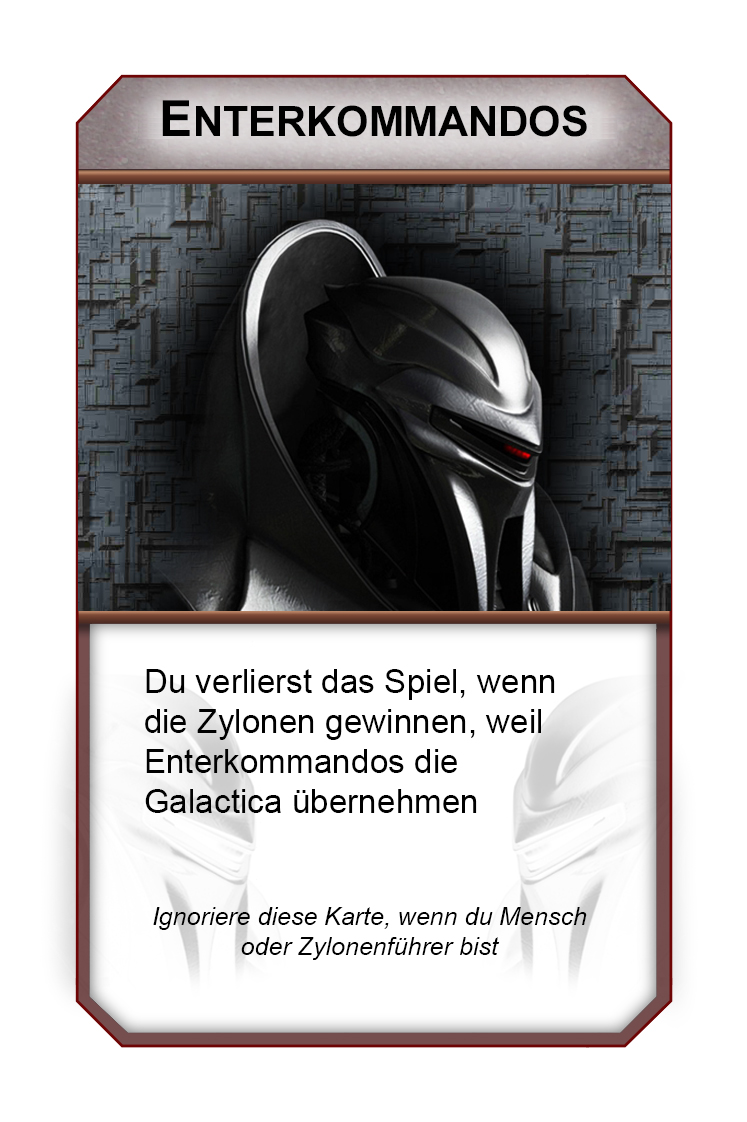 ENTERKOMMANDOS
Du verlierst das Spiel, wenn
die Zylonen gewinnen, weil
Enterkommandos die
Galactica übernehmen
Ignoriere diese Karte, wenn du Mensch
oder Zylonenführer bist